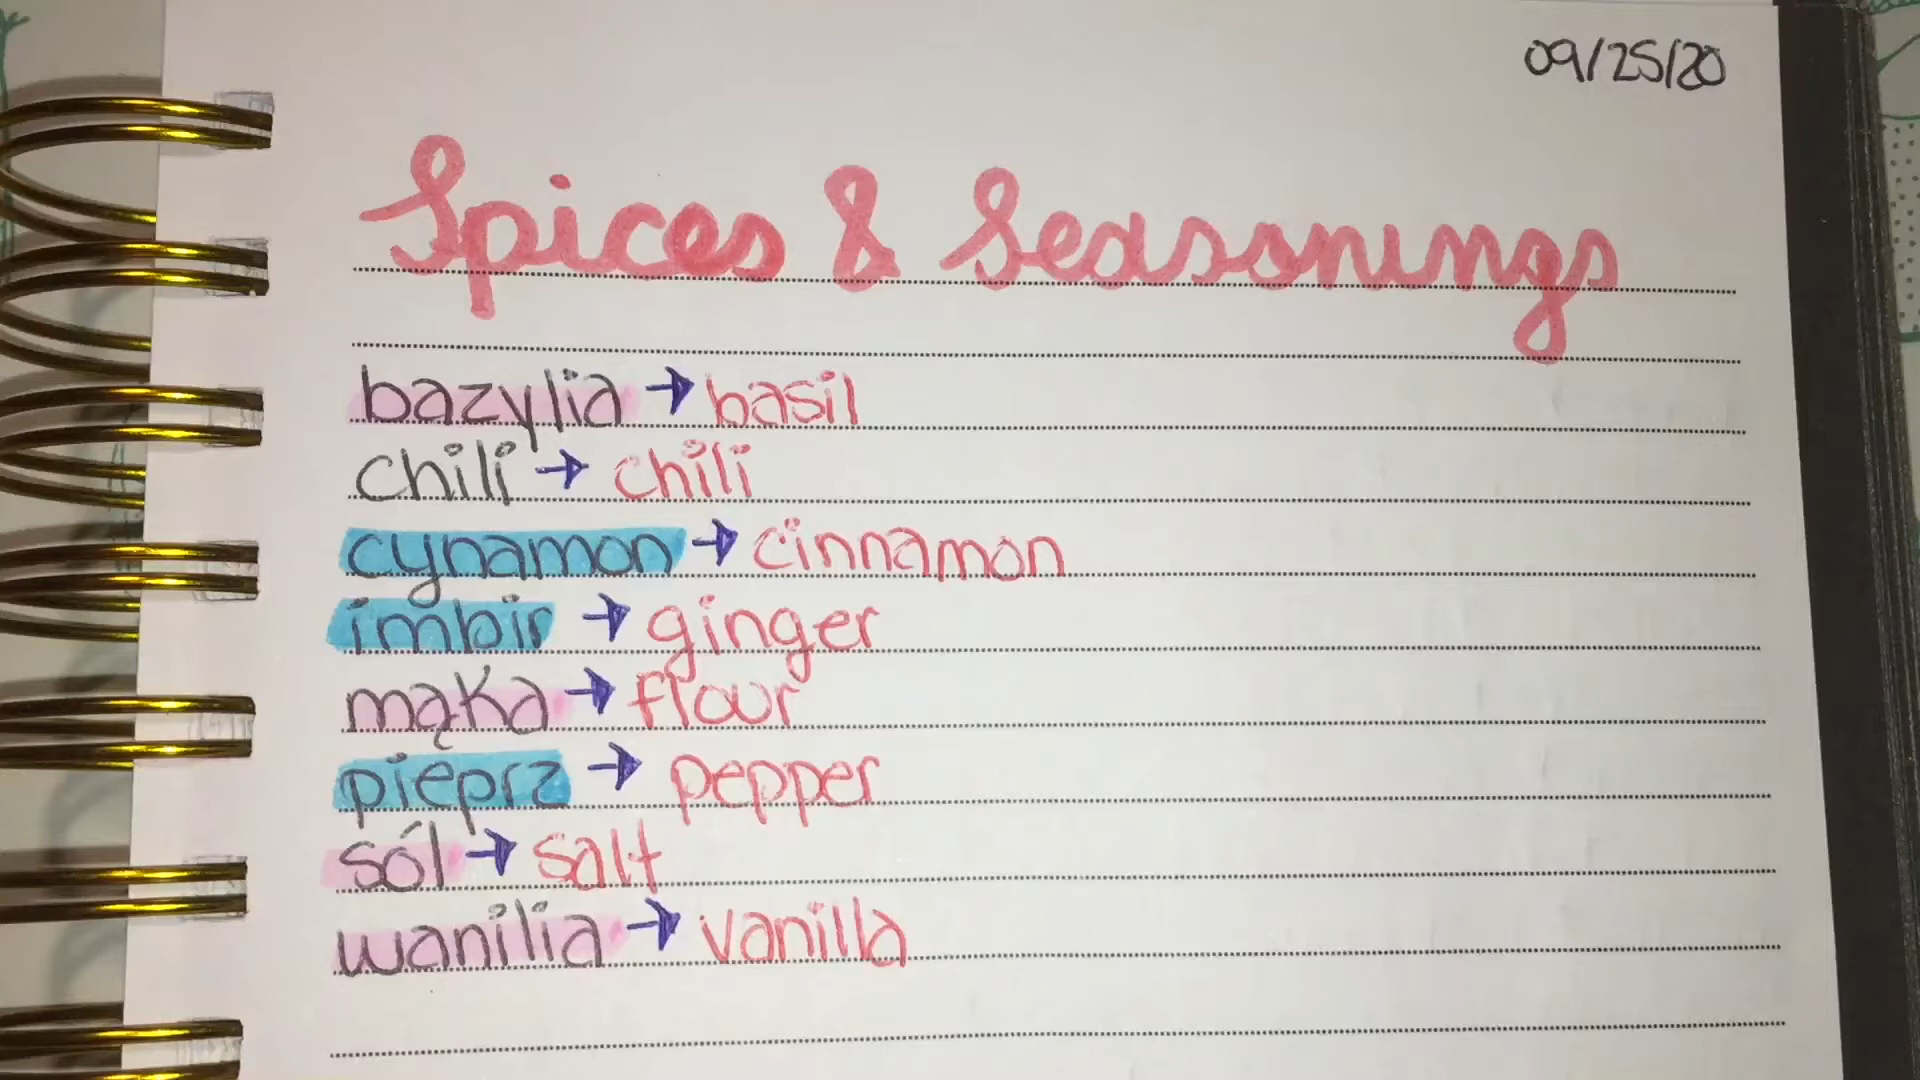 09/25/20
Spices & Seasonings
bazylia → basil
chili → chili
cynamon → cinnamon
imbir → ginger
mąka → flour
pieprz → pepper
sól → salt
wanilia → vanilla